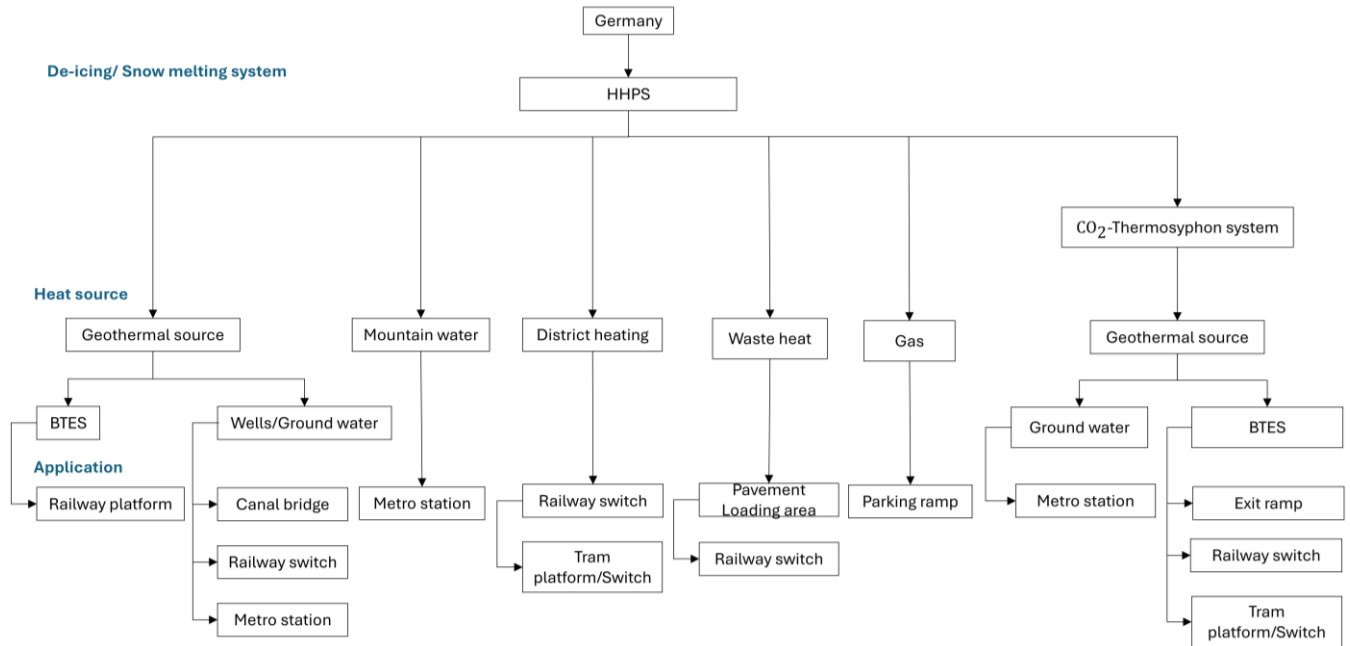 Germany
De-icing/ Snow melting system
HHPS
CO₂-Thermosyphon system
Heat source
Geothermal source
Mountain water
District heating
Waste heat
Gas
Geothermal source
BTES
Wells/Ground water
Ground water
BTES
Application
Railway platform
Canal bridge
Metro station
Railway switch
Pavement
Loading area
Parking ramp
Metro station
Exit ramp
Railway switch
Tram
platform/Switch
Railway switch
Railway switch
Metro station
Tram
platform/Switch